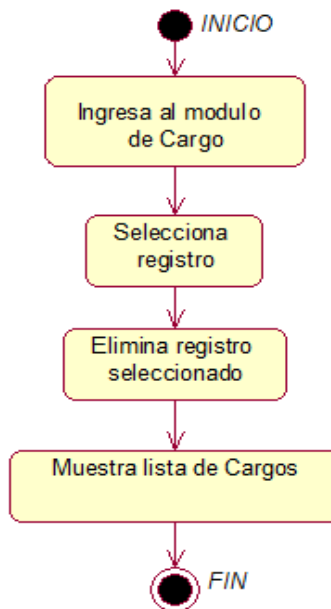 INICIO
Ingresa al modulo
de Cargo
Selecciona
registro
Elimina registro
seleccionado
Muestra lista de Cargos
FIN